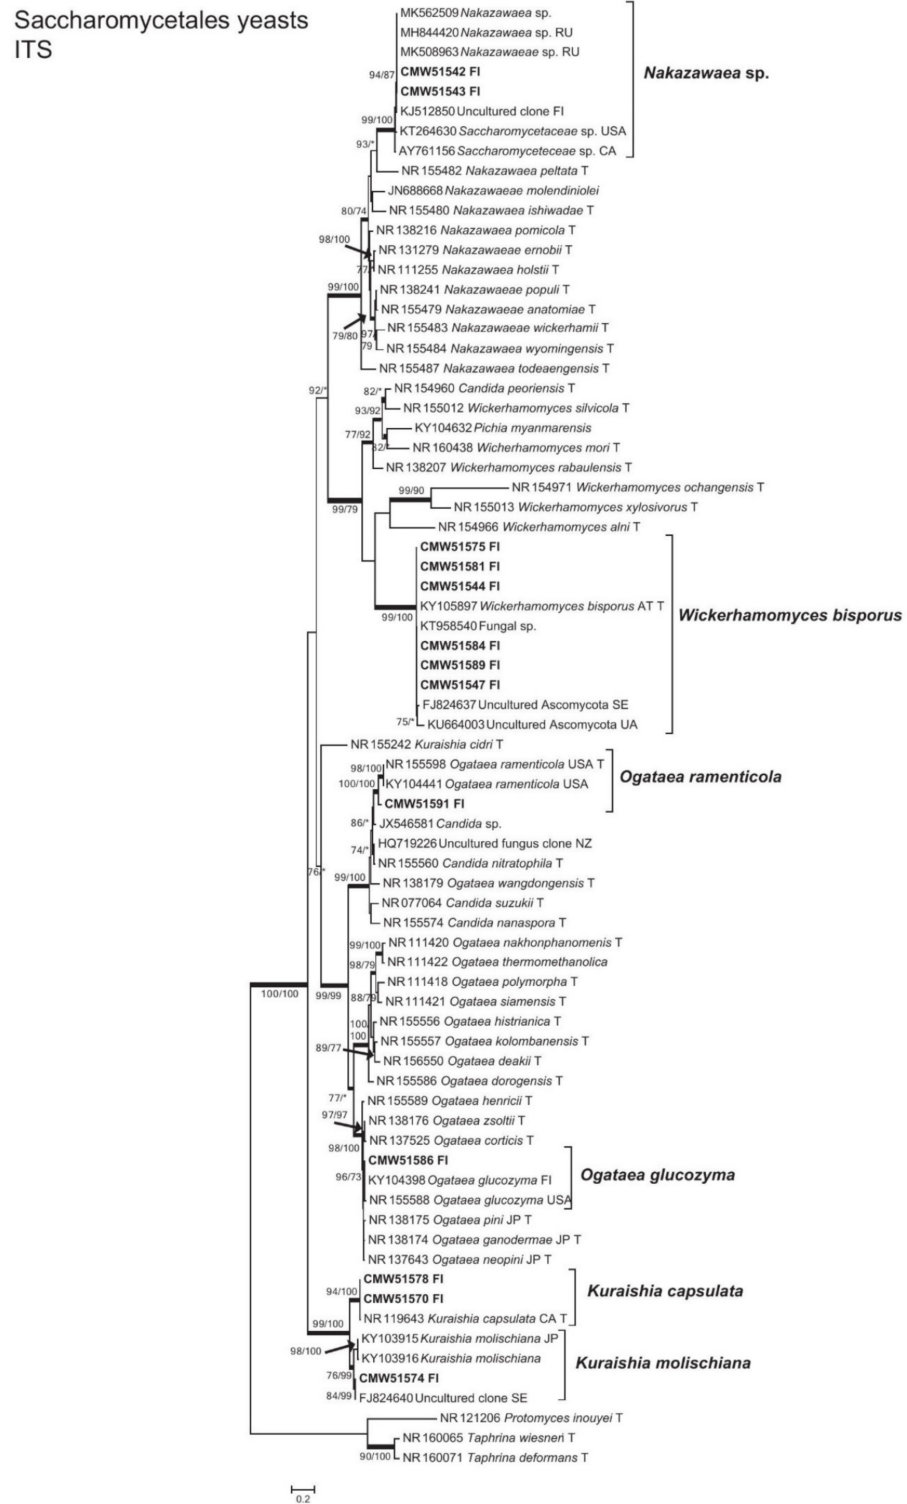 Saccharomycetales yeasts
ITS
MK562509 Nakazawaea sp.
MH844420 Nakazawaea sp. RU
MK508963 Nakazawaeae sp. RU
94/87
CMW51542 FI
Nakazawaea sp.
CMW51543 FI
KJ512850 Uncultured clone FI
99/100
KT264630 Saccharomycetaceae sp. USA
93/*
AY761156 Saccharomyceteceae sp. CA
NR 155482 Nakazawaea peltata T
JN688668 Nakazawaeae molendiniolei
80/74
NR 155480 Nakazawaea ishiwadae T
NR 138216 Nakazawaea pomicola T
98/100
NR 131279 Nakazawaeae ernobii T
77/
NR 111255 Nakazawaea holstii T
99/100
NR 138241 Nakazawaeae populi T
NR 155479 Nakazawaea anatomiae T
79/80
97/
79
NR 155483 Nakazawaeae wickerhamii T
NR 155484 Nakazawaea wyomingensis T
NR 155487 Nakazawaea todeaengensis T
92/*
82/*
NR 154960 Candida peoriensis T
93/92
NR 155012 Wickerhamomyces silvicola T
KY104632 Pichia myanmarensis
77/92
82/*
NR 160438 Wicherhamomyces mori T
NR 138207 Wickerhamomyces rabaulensis T
99/90
NR 154971 Wickerhamomyces ochangensis T
99/79
NR 155013 Wickerhamomyces xylosivorus T
NR 154966 Wickerhamomyces alni T
CMW51575 FI
CMW51581 FI
CMW51544 FI
KY105897 Wickerhamomyces bisporus AT T
Wickerhamomyces bisporus
99/100
KT958540 Fungal sp.
CMW51584 FI
CMW51589 FI
CMW51547 FI
FJ824637 Uncultured Ascomycota SE
75/*
KU664003 Uncultured Ascomycota UA
NR 155242 Kuraishia cidri T
98/100
NR 155598 Ogataea ramenticola USA T
Ogataea ramenticola
100/100
KY104441 Ogataea ramenticola USA
CMW51591 FI
86/*
JX546581 Candida sp.
74/*
HQ719226 Uncultured fungus clone NZ
NR 155560 Candida nitratophila T
76/*
99/100
NR 138179 Ogataea wangdongensis T
NR 077064 Candida suzukii T
NR 155574 Candida nanaspora T
99/100
NR 111420 Ogataea nakhonphanomenis T
98/79
NR 111422 Ogataea thermomethanolica
NR 111418 Ogataea polymorpha T
100/100
99/99
88/79
NR 111421 Ogataea siamensis T
100/
100
NR 155556 Ogataea histrianica T
89/77
NR 155557 Ogataea kolombanensis T
NR 156550 Ogataea deakii T
NR 155586 Ogataea dorogensis T
77/*
NR 155589 Ogataea henricii T
97/97
NR 138176 Ogataea zsoltii T
98/100
NR 137525 Ogataea corticis T
CMW51586 FI
96/73
KY104398 Ogataea glucozyma FI
Ogataea glucozyma
NR 155588 Ogataea glucozyma USA
NR 138175 Ogataea pini JP T
NR 138174 Ogataea ganodermae JP T
NR 137643 Ogataea neopini JP T
CMW51578 FI
94/100
CMW51570 FI
Kuraishia capsulata
99/100
NR 119643 Kuraishia capsulata CA T
98/100
KY103915 Kuraishia molischiana JP
KY103916 Kuraishia molischiana
Kuraishia molischiana
76/99
CMW51574 FI
84/99
FJ824640 Uncultured clone SE
NR 121206 Protomyces inouyei T
NR 160065 Taphrina wiesneri T
90/100
NR 160071 Taphrina deformans T
0.2